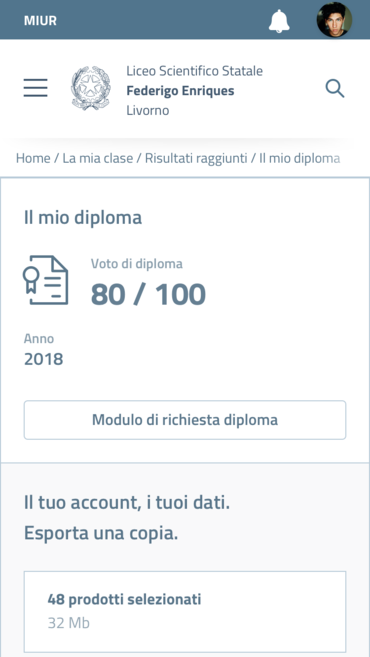 MIUR
Liceo Scientifico Statale
Federigo Enriques
Livorno
Home / La mia clase / Risultati raggiunti / Il mio diploma
Il mio diploma
Voto di diploma
80 / 100
Anno
2018
Modulo di richiesta diploma
Il tuo account, i tuoi dati.
Esporta una copia.
48 prodotti selezionati
32 Mb